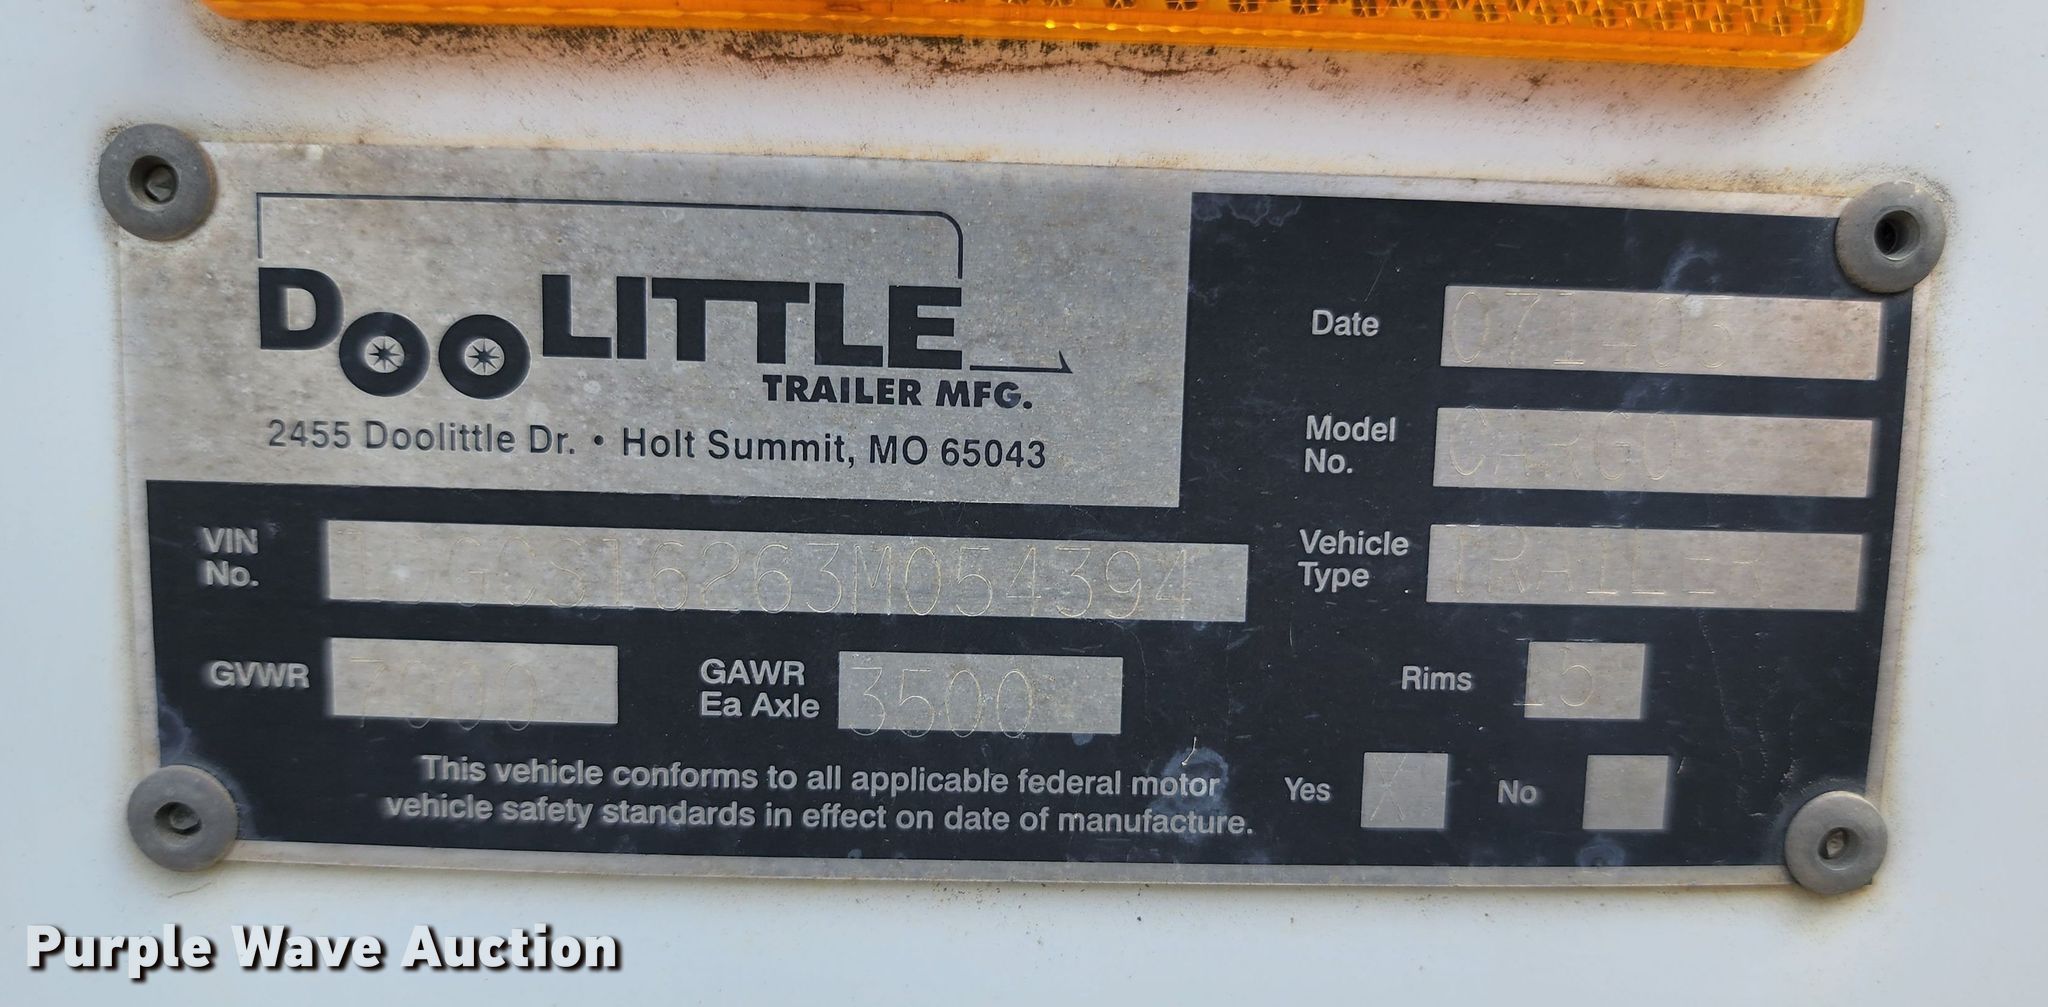 DOOLITTLE
TRAILER MFG.
2455 Doolittle Dr. • Holt Summit, MO 65043
Date 071403
Model No. CARGO
VIN No.
Vehicle Type TRAILER
GVWR 7000
GAWR Ea Axle 3500
Rims 15
This vehicle conforms to all applicable federal motor
vehicle safety standards in effect on date of manufacture.
Yes X No
Purple Wave Auction